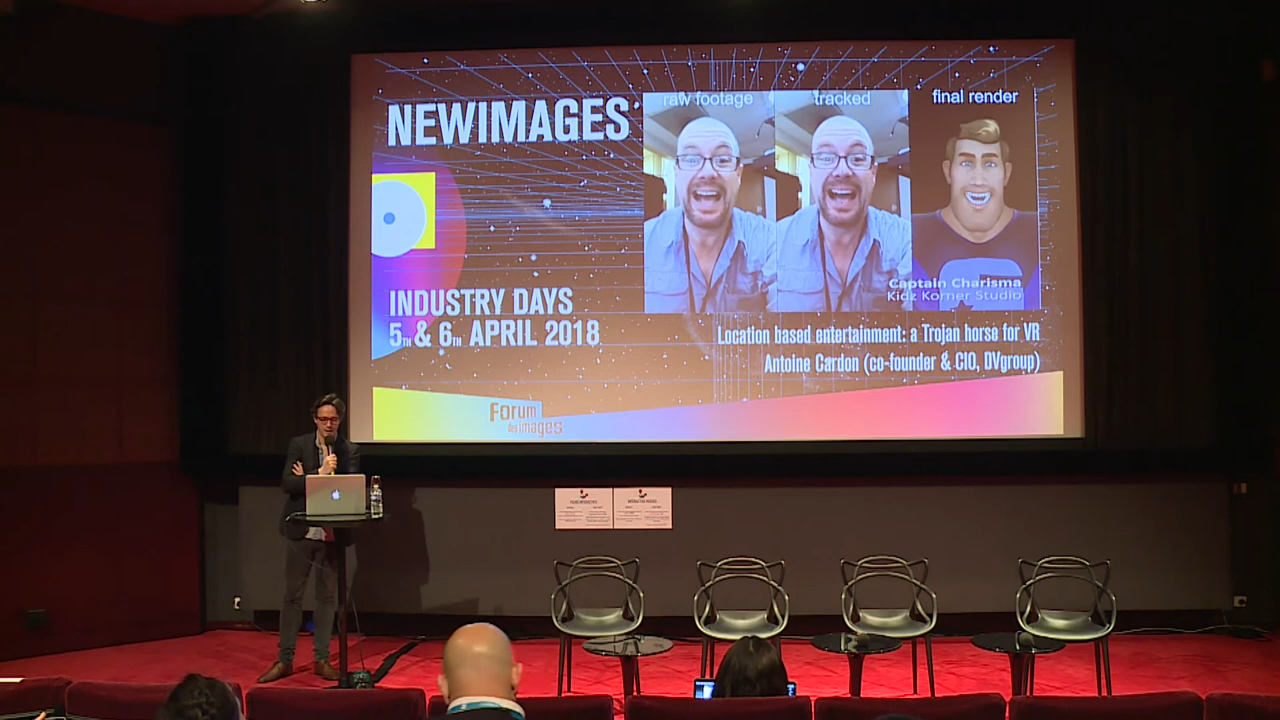 NEWIMAGES
raw footage
tracked
final render
Captain Charisma
Kidz Korner Studio
INDUSTRY DAYS
5TH & 6TH APRIL 2018
Location based entertainment: a Trojan horse for VR
Antoine Cardon (co-founder & CIO, DVgroup)
Forum
des images